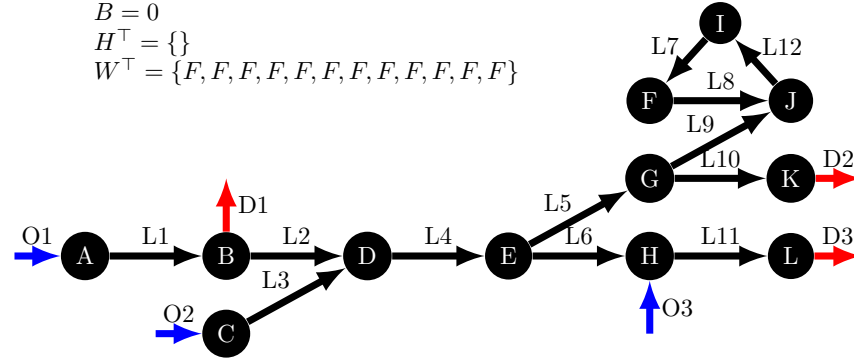 B = 0
H⊤ = {}
W⊤ = {F, F, F, F, F, F, F, F, F, F, F, F}
I
L7
L12
F
L8
J
L9
G
L10
K
D2
D1
L5
O1
A
L1
B
L2
D
L4
E
L6
H
L11
L
D3
L3
O2
C
O3